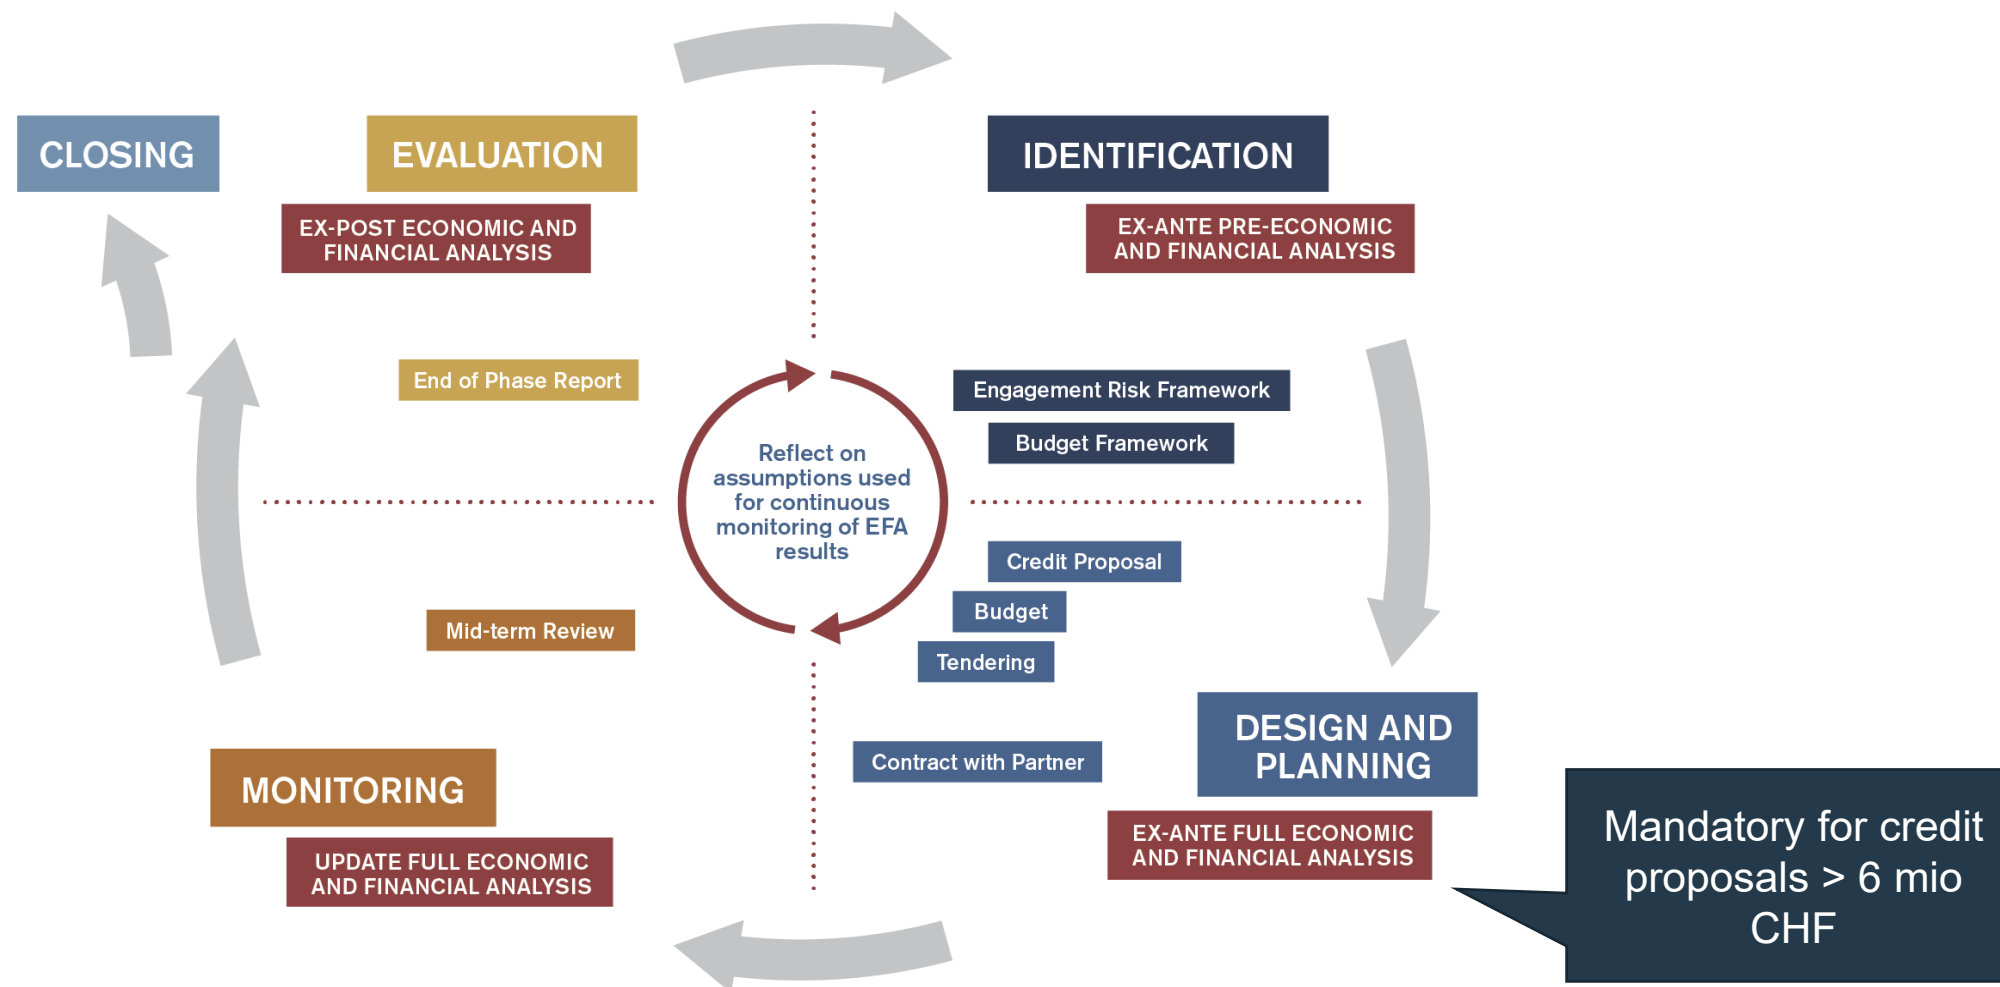 CLOSING
EVALUATION
EX-POST ECONOMIC AND
FINANCIAL ANALYSIS
IDENTIFICATION
EX-ANTE PRE-ECONOMIC
AND FINANCIAL ANALYSIS
End of Phase Report
Engagement Risk Framework
Budget Framework
Reflect on
assumptions used
for continuous
monitoring of EFA
results
Credit Proposal
Budget
Tendering
Contract with Partner
Mid-term Review
DESIGN AND
PLANNING
EX-ANTE FULL ECONOMIC
AND FINANCIAL ANALYSIS
Mandatory for credit
proposals > 6 mio
CHF
MONITORING
UPDATE FULL ECONOMIC
AND FINANCIAL ANALYSIS